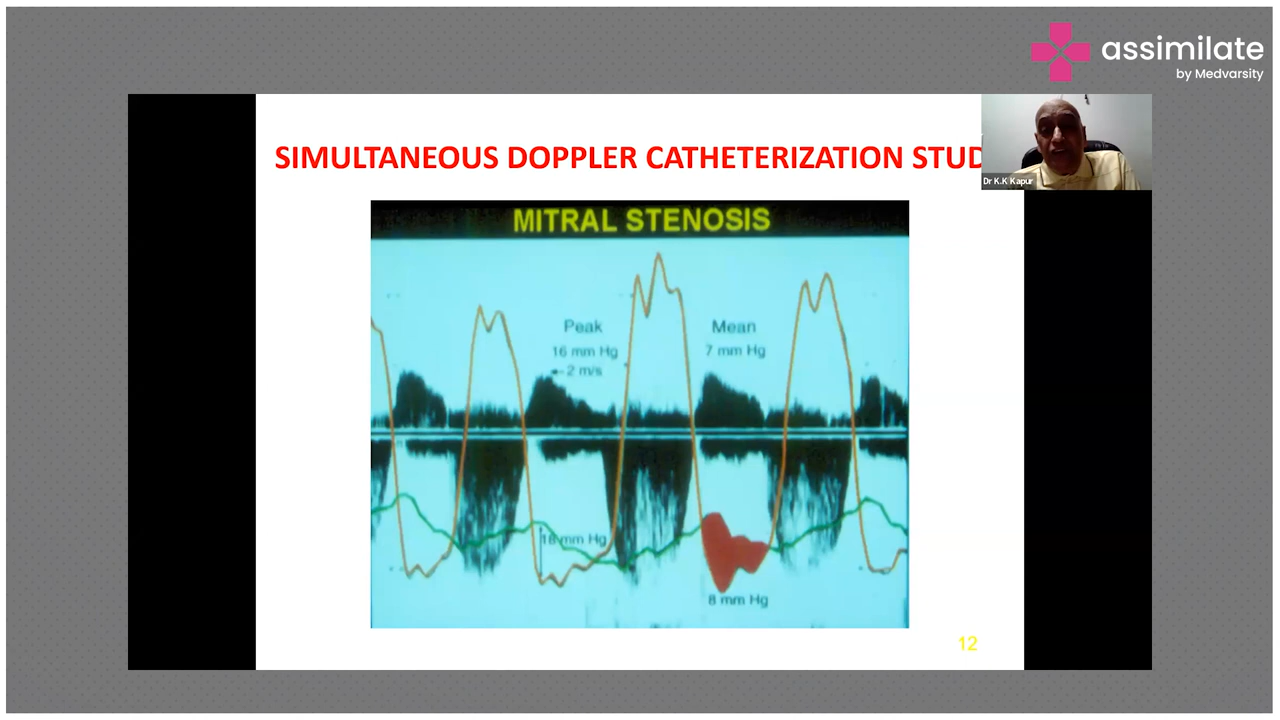 assimilate
by Medvarsity
SIMULTANEOUS DOPPLER CATHETERIZATION STUD
Dr K.K Kapur
MITRAL STENOSIS
Peak
16 mm Hg
2 m/s
Mean
7 mm Hg
18 mm Hg
8 mm Hg
12